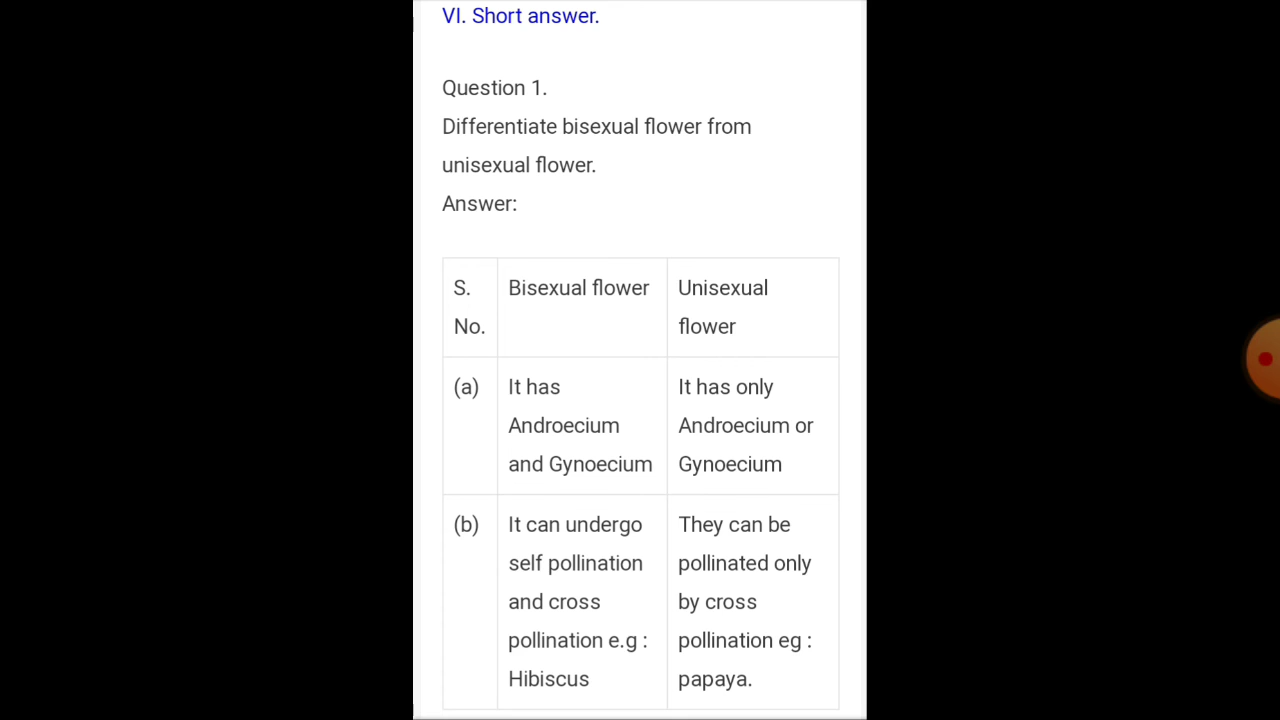 VI. Short answer.
Question 1.
Differentiate bisexual flower from
unisexual flower.
Answer:
S.
No.
Bisexual flower
Unisexual
flower
(a)
It has
Androecium
and Gynoecium
It has only
Androecium or
Gynoecium
(b)
It can undergo
self pollination
and cross
pollination e.g :
Hibiscus
They can be
pollinated only
by cross
pollination eg :
papaya.